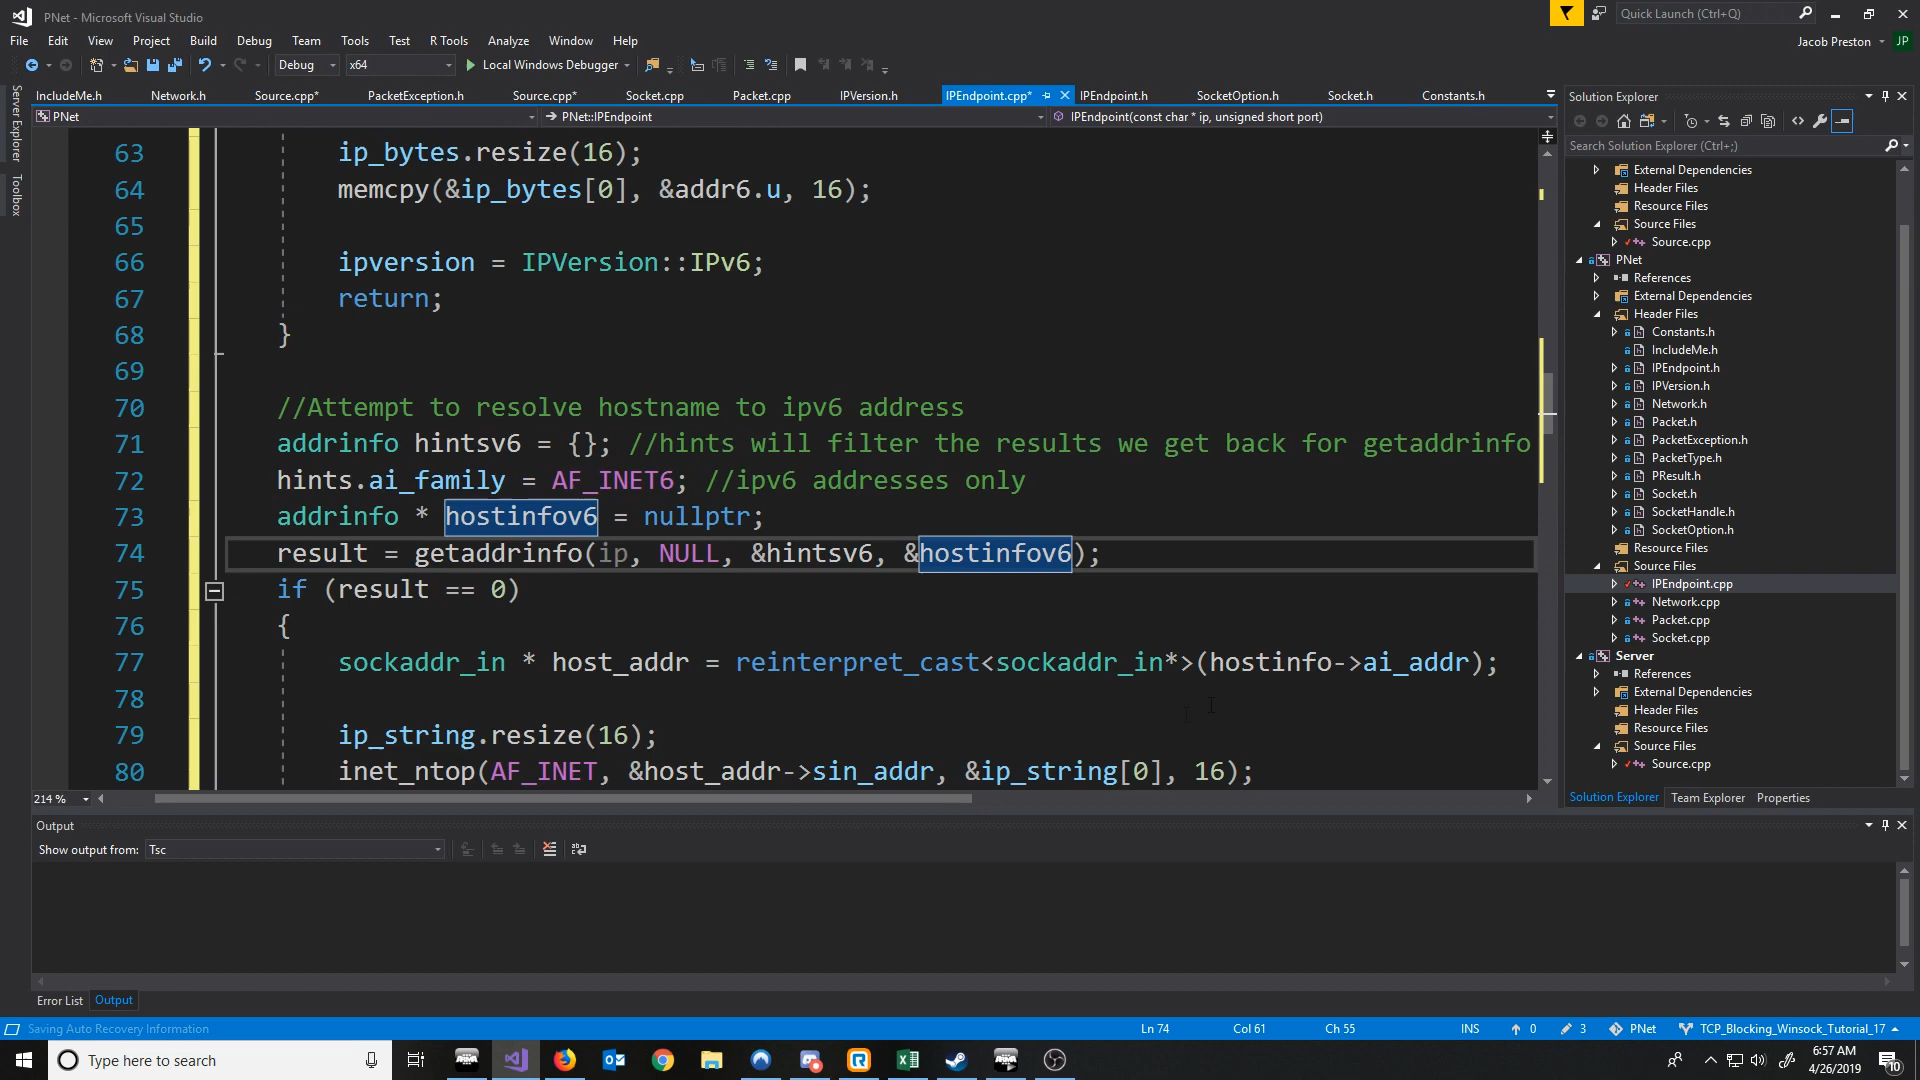 PNet - Microsoft Visual Studio
Quick Launch (Ctrl+Q)
File Edit View Project Build Debug Team Tools Test R Tools Analyze Window Help
Jacob Preston JP
Debug x64 Local Windows Debugger
IncludeMe.h Network.h Source.cpp* PacketException.h Source.cpp* Socket.cpp Packet.cpp IPVersion.h IPEndpoint.cpp* IPEndpoint.h SocketOption.h Socket.h Constants.h
PNet PNet::IPEndpoint IPEndpoint(const char * ip, unsigned short port)
Server Explorer
Toolbox
63 ip_bytes.resize(16);
64 memcpy(&ip_bytes[0], &addr6.u, 16);
65
66 ipversion = IPVersion::IPv6;
67 return;
68 }
69
70 //Attempt to resolve hostname to ipv6 address
71 addrinfo hintsv6 = {}; //hints will filter the results we get back for getaddrinfo
72 hints.ai_family = AF_INET6; //ipv6 addresses only
73 addrinfo * hostinfov6 = nullptr;
74 result = getaddrinfo(ip, NULL, &hintsv6, &hostinfov6);
75 if (result == 0)
76 {
77 sockaddr_in * host_addr = reinterpret_cast<sockaddr_in*>(hostinfo->ai_addr);
78
79 ip_string.resize(16);
80 inet_ntop(AF_INET, &host_addr->sin_addr, &ip_string[0], 16);
214 %
Solution Explorer
Search Solution Explorer (Ctrl+;)
External Dependencies
Header Files
Resource Files
Source Files
Source.cpp
PNet
References
External Dependencies
Header Files
Constants.h
IncludeMe.h
IPEndpoint.h
IPVersion.h
Network.h
Packet.h
PacketException.h
PacketType.h
PResult.h
Socket.h
SocketHandle.h
SocketOption.h
Resource Files
Source Files
IPEndpoint.cpp
Network.cpp
Packet.cpp
Socket.cpp
Server
References
External Dependencies
Header Files
Resource Files
Source Files
Source.cpp
Solution Explorer Team Explorer Properties
Output
Show output from: Tsc
Error List Output
Saving Auto Recovery Information Ln 74 Col 61 Ch 55 INS 0 3 PNet TCP_Blocking_Winsock_Tutorial_17
Type here to search
6:57 AM
4/26/2019
10